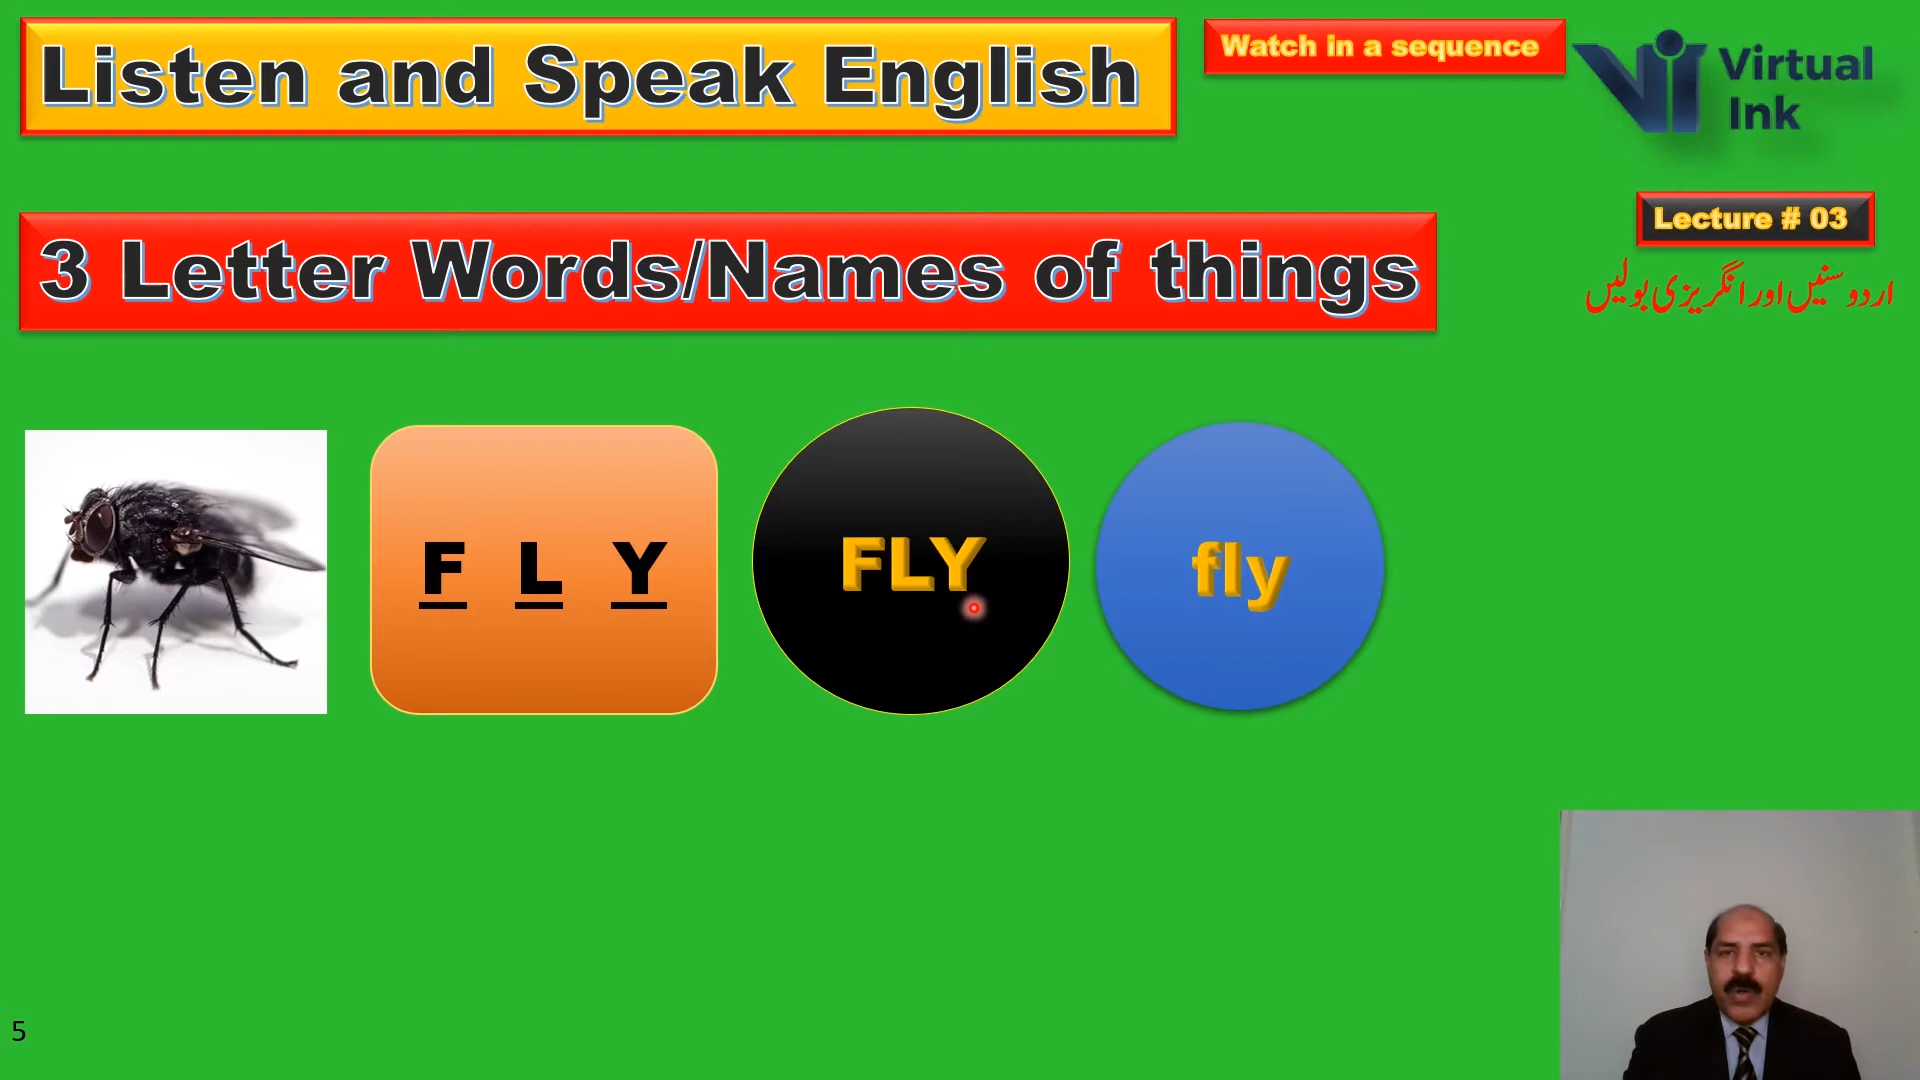 Listen and Speak English
Watch in a sequence
Virtual
Ink
Lecture # 03
اردو سنیں اور انگریزی بولیں
3 Letter Words/Names of things
F L Y
FLY
fly
5